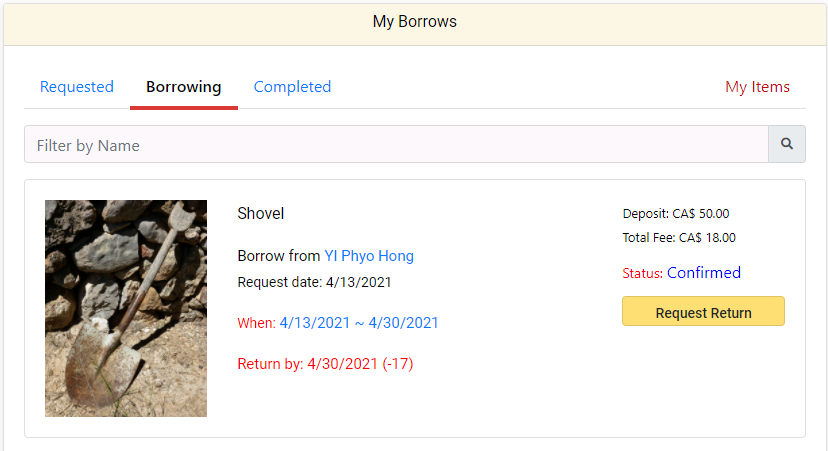 My Borrows
Requested Borrowing Completed My Items
Filter by Name
Shovel
Borrow from YI Phyo Hong
Request date: 4/13/2021
When: 4/13/2021 ~ 4/30/2021
Return by: 4/30/2021 (-17)
Deposit: CA$ 50.00
Total Fee: CA$ 18.00
Status: Confirmed
Request Return